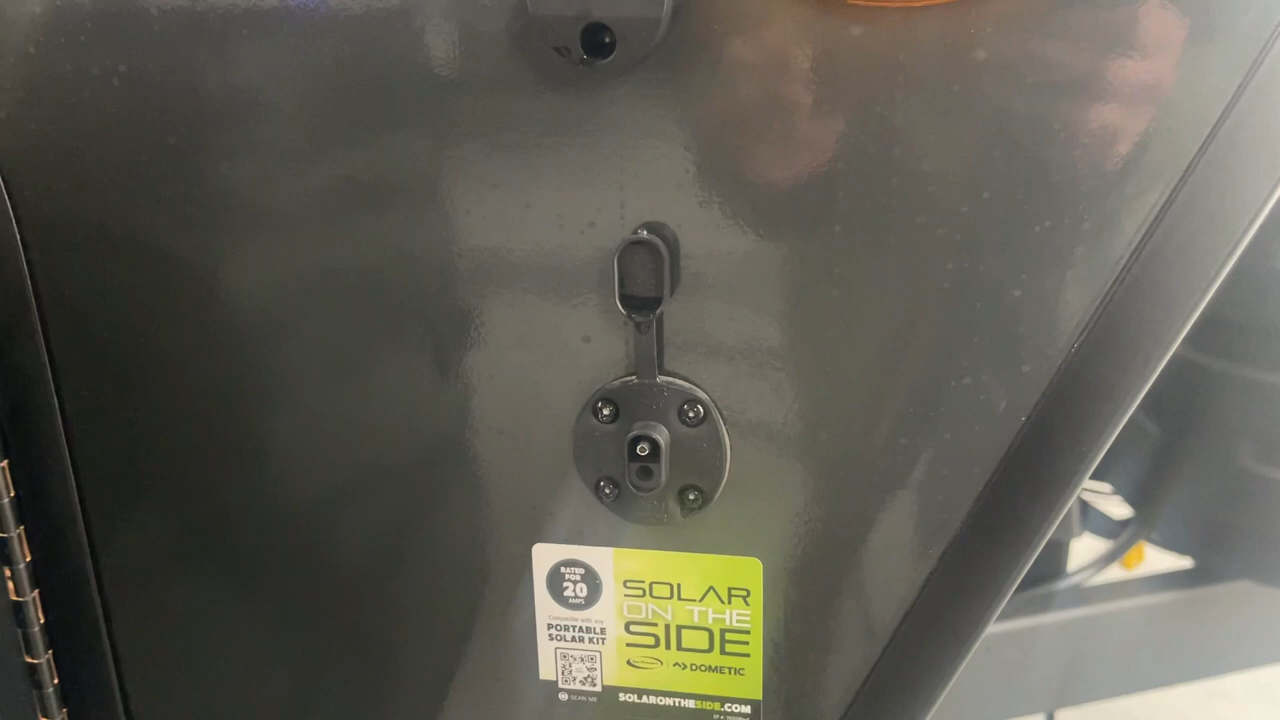 RATED
FOR
20
AMPS
Compatible with any
PORTABLE
SOLAR KIT
SCAN ME
SOLAR
ON THE
SIDE
DOMETIC
SOLARONTHESIDE.COM